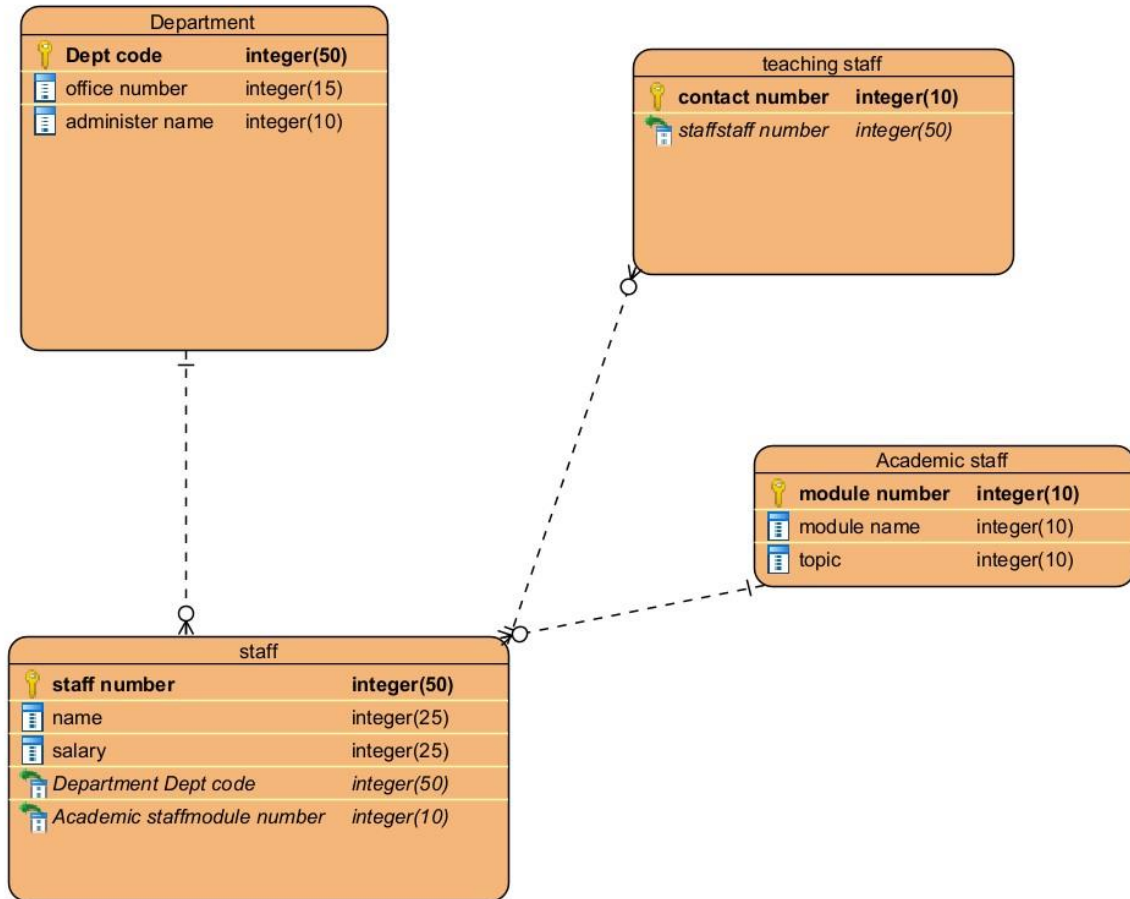 Department
Dept code integer(50)
office number integer(15)
administer name integer(10)
teaching staff
contact number integer(10)
staffstaff number integer(50)
Academic staff
module number integer(10)
module name integer(10)
topic integer(10)
staff
staff number integer(50)
name integer(25)
salary integer(25)
Department Dept code integer(50)
Academic staffmodule number integer(10)